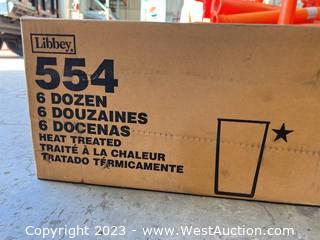 Libbey
554
6 DOZEN
6 DOUZAINES
6 DOCENAS
HEAT TREATED
TRAITÉ À LA CHALEUR
TRATADO TÉRMICAMENTE
Copyright - 2023 - www.WestAuction.com